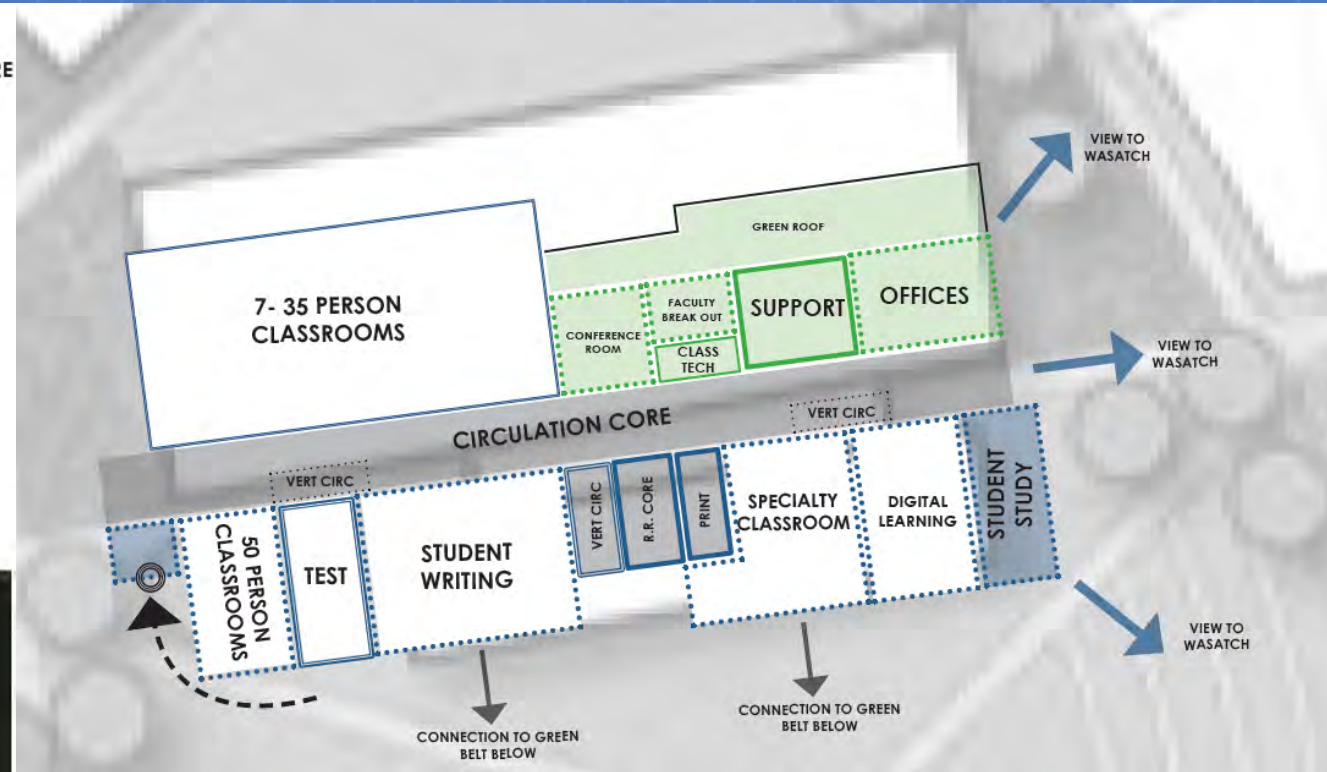 RE
VIEW TO
WASATCH
GREEN ROOF
7- 35 PERSON
CLASSROOMS
CONFERENCE
ROOM
FACULTY
BREAK OUT
CLASS
TECH
SUPPORT
OFFICES
VIEW TO
WASATCH
CIRCULATION CORE
VERT CIRC
VERT CIRC
50 PERSON
CLASSROOMS
TEST
STUDENT
WRITING
VERT CIRC
R.R. CORE
PRINT
SPECIALTY
CLASSROOM
DIGITAL
LEARNING
STUDENT
STUDY
VIEW TO
WASATCH
CONNECTION TO GREEN
BELT BELOW
CONNECTION TO GREEN
BELT BELOW